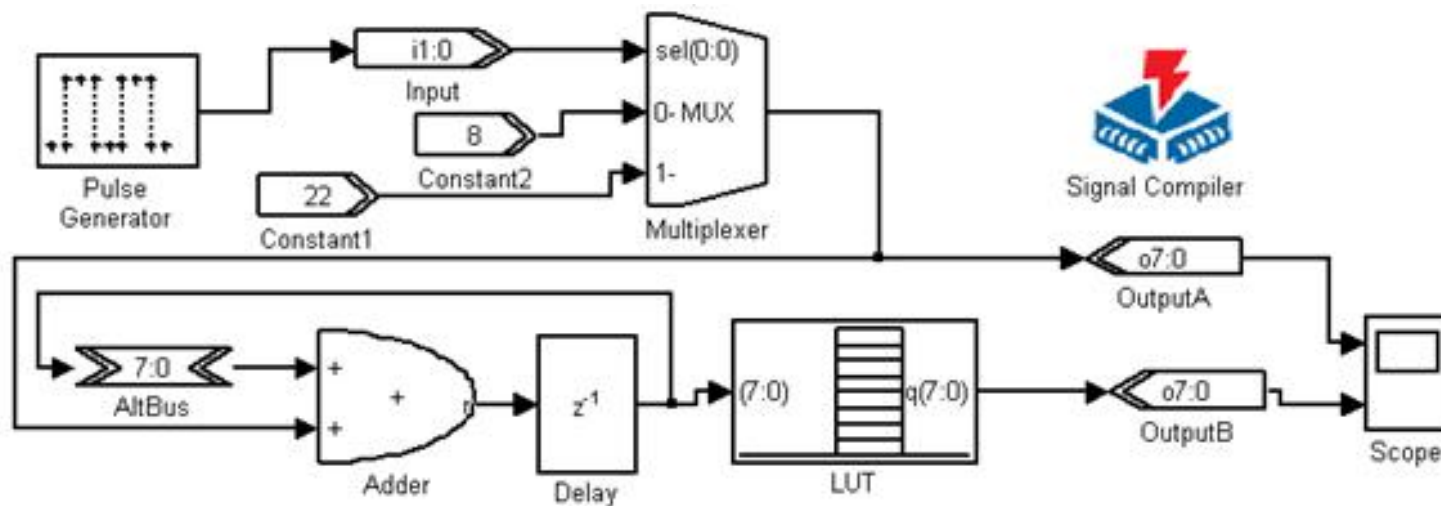 i1:0
Input
sel(0:0)
0- MUX
8
Constant2
1-
22
Constant1
Multiplexer
Pulse
Generator
Signal Compiler
o7:0
OutputA
7:0
AltBus
+
+
+
r
Adder
z-1
Delay
(7:0)
q(7:0)
LUT
o7:0
OutputB
Scope